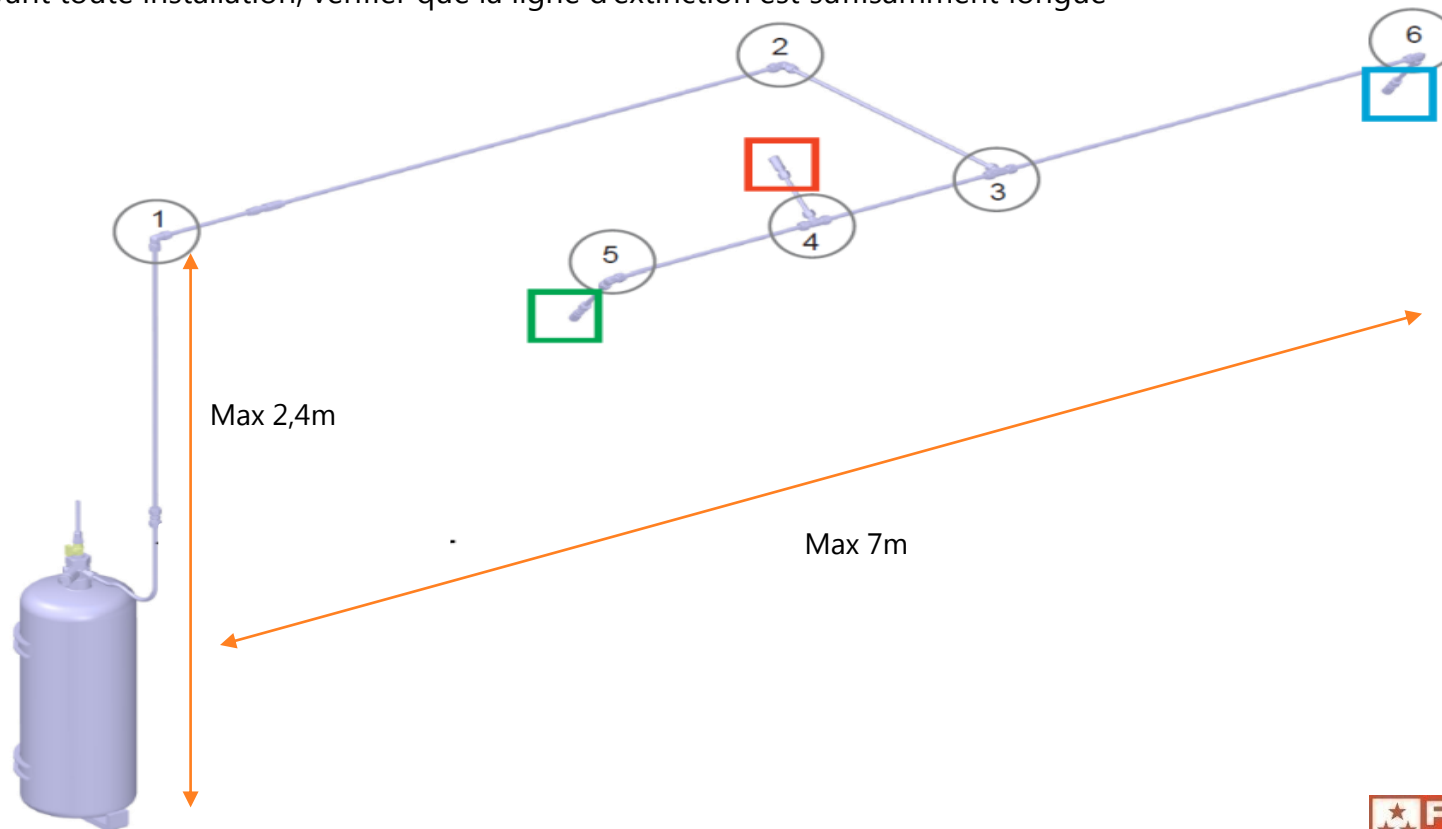 toute installation, vérifier que la ligne d'extinction est suffisamment longue
2
6
1
3
4
5
Max 2,4m
Max 7m
F